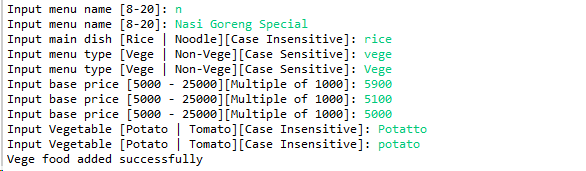 Input menu name [8-20]: n
Input menu name [8-20]: Nasi Goreng Special
Input main dish [Rice | Noodle][Case Insensitive]: rice
Input menu type [Vege | Non-Vege][Case Sensitive]: vege
Input menu type [Vege | Non-Vege][Case Sensitive]: Vege
Input base price [5000 - 25000][Multiple of 1000]: 5900
Input base price [5000 - 25000][Multiple of 1000]: 5100
Input base price [5000 - 25000][Multiple of 1000]: 5000
Input Vegetable [Potato | Tomato][Case Insensitive]: Potatto
Input Vegetable [Potato | Tomato][Case Insensitive]: potato
Vege food added successfully